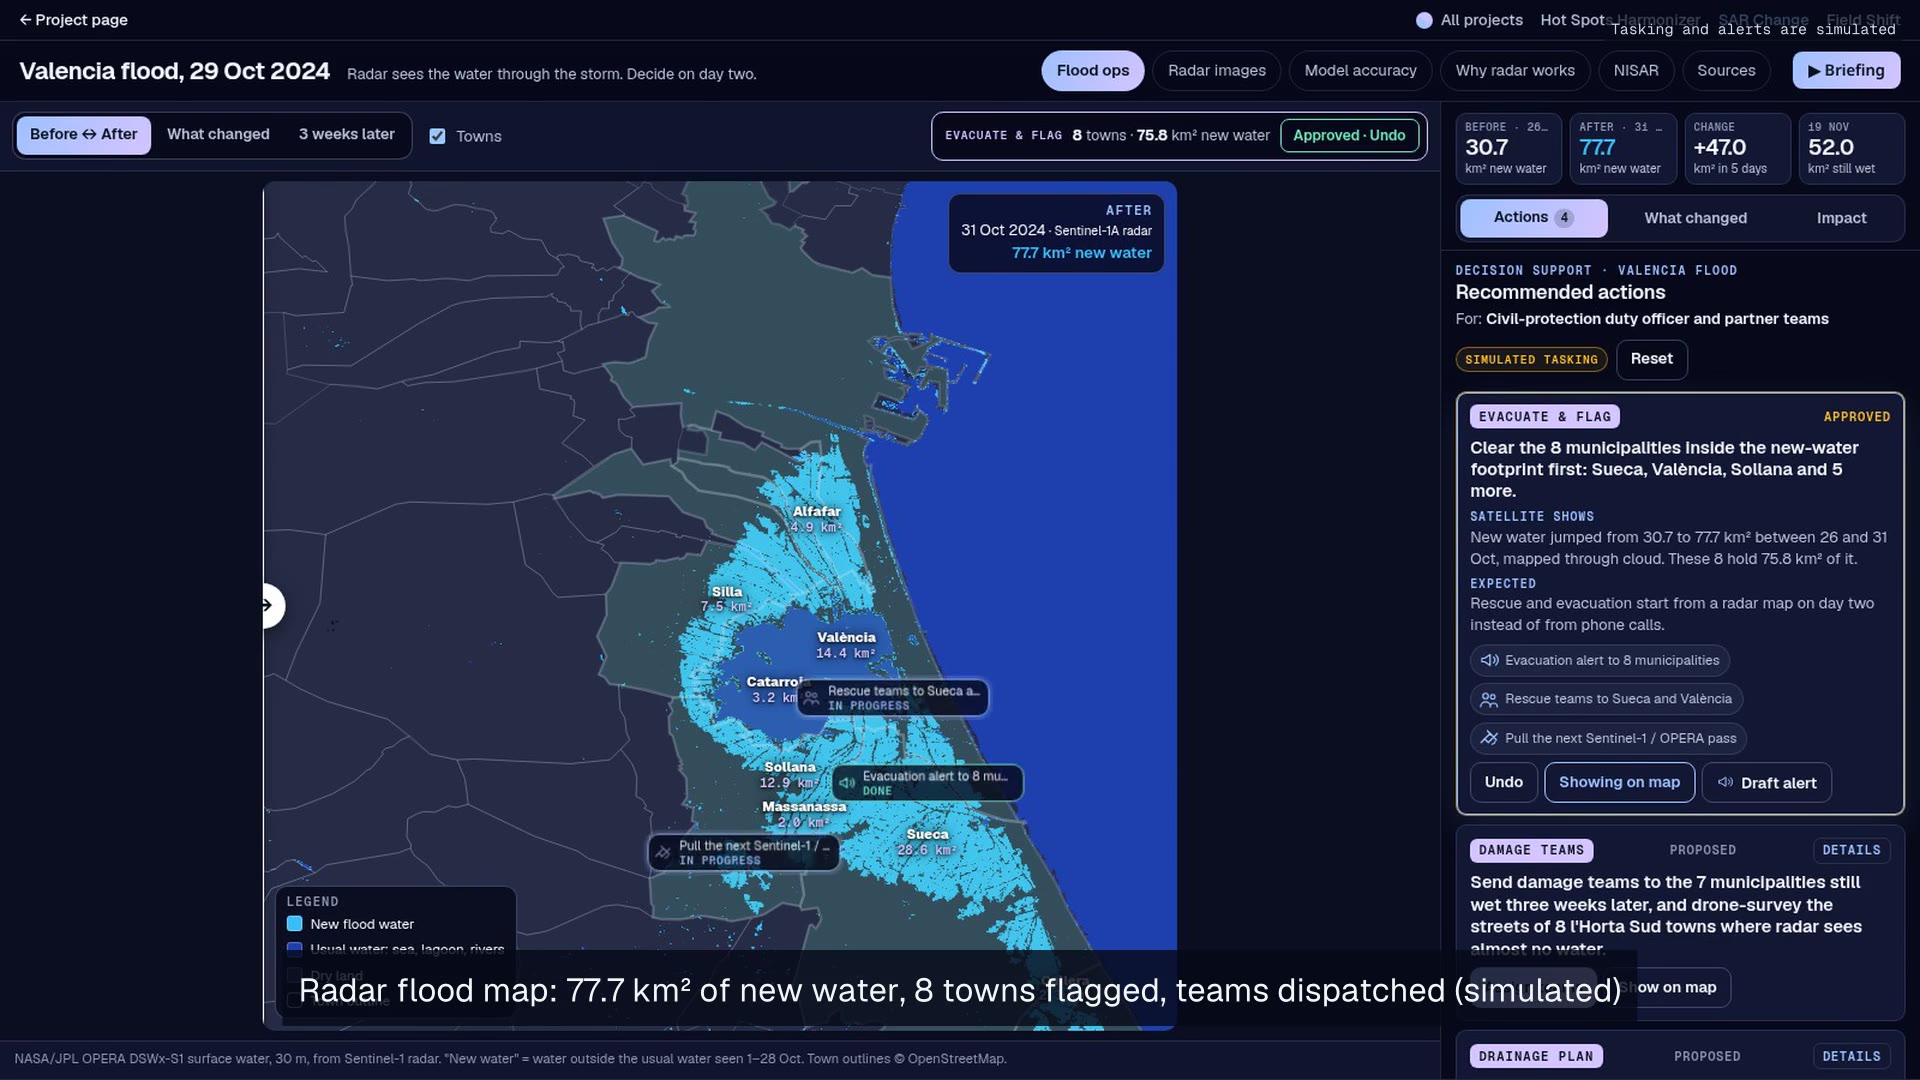 ← Project page
All projects
Hot Spots Harmonizer
SAR Change
Field Shift
Tasking and alerts are simulated
Valencia flood, 29 Oct 2024
Radar sees the water through the storm. Decide on day two.
Flood ops
Radar images
Model accuracy
Why radar works
NISAR
Sources
▶ Briefing
Before ↔ After
What changed
3 weeks later
Towns
EVACUATE & FLAG 8 towns · 75.8 km² new water
Approved · Undo
BEFORE · 26…
30.7
km² new water
AFTER · 31 …
77.7
km² new water
CHANGE
+47.0
km² in 5 days
19 NOV
52.0
km² still wet
Actions 4
What changed
Impact
AFTER
31 Oct 2024 · Sentinel-1A radar
77.7 km² new water
Alfafar
4.9 km²
Silla
7.5 km²
València
14.4 km²
Catarroja
3.2 km²
Rescue teams to Sueca a…
IN PROGRESS
Sollana
12.9 km²
Evacuation alert to 8 mu…
DONE
Massanassa
2.0 km²
Sueca
28.6 km²
Pull the next Sentinel-1 / …
IN PROGRESS
LEGEND
New flood water
Usual water: sea, lagoon, rivers
Dry land
DECISION SUPPORT · VALENCIA FLOOD
Recommended actions
For: Civil-protection duty officer and partner teams
SIMULATED TASKING
Reset
EVACUATE & FLAG
APPROVED
Clear the 8 municipalities inside the new-water
footprint first: Sueca, València, Sollana and 5
more.
SATELLITE SHOWS
New water jumped from 30.7 to 77.7 km² between 26 and 31
Oct, mapped through cloud. These 8 hold 75.8 km² of it.
EXPECTED
Rescue and evacuation start from a radar map on day two
instead of from phone calls.
Evacuation alert to 8 municipalities
Rescue teams to Sueca and València
Pull the next Sentinel-1 / OPERA pass
Undo
Showing on map
Draft alert
DAMAGE TEAMS
PROPOSED
DETAILS
Send damage teams to the 7 municipalities still
wet three weeks later, and drone-survey the
streets of 8 l'Horta Sud towns where radar sees
almost no water.
Show on map
Radar flood map: 77.7 km² of new water, 8 towns flagged, teams dispatched (simulated)
DRAINAGE PLAN
PROPOSED
DETAILS
NASA/JPL OPERA DSWx-S1 surface water, 30 m, from Sentinel-1 radar. "New water" = water outside the usual water seen 1–28 Oct. Town outlines © OpenStreetMap.